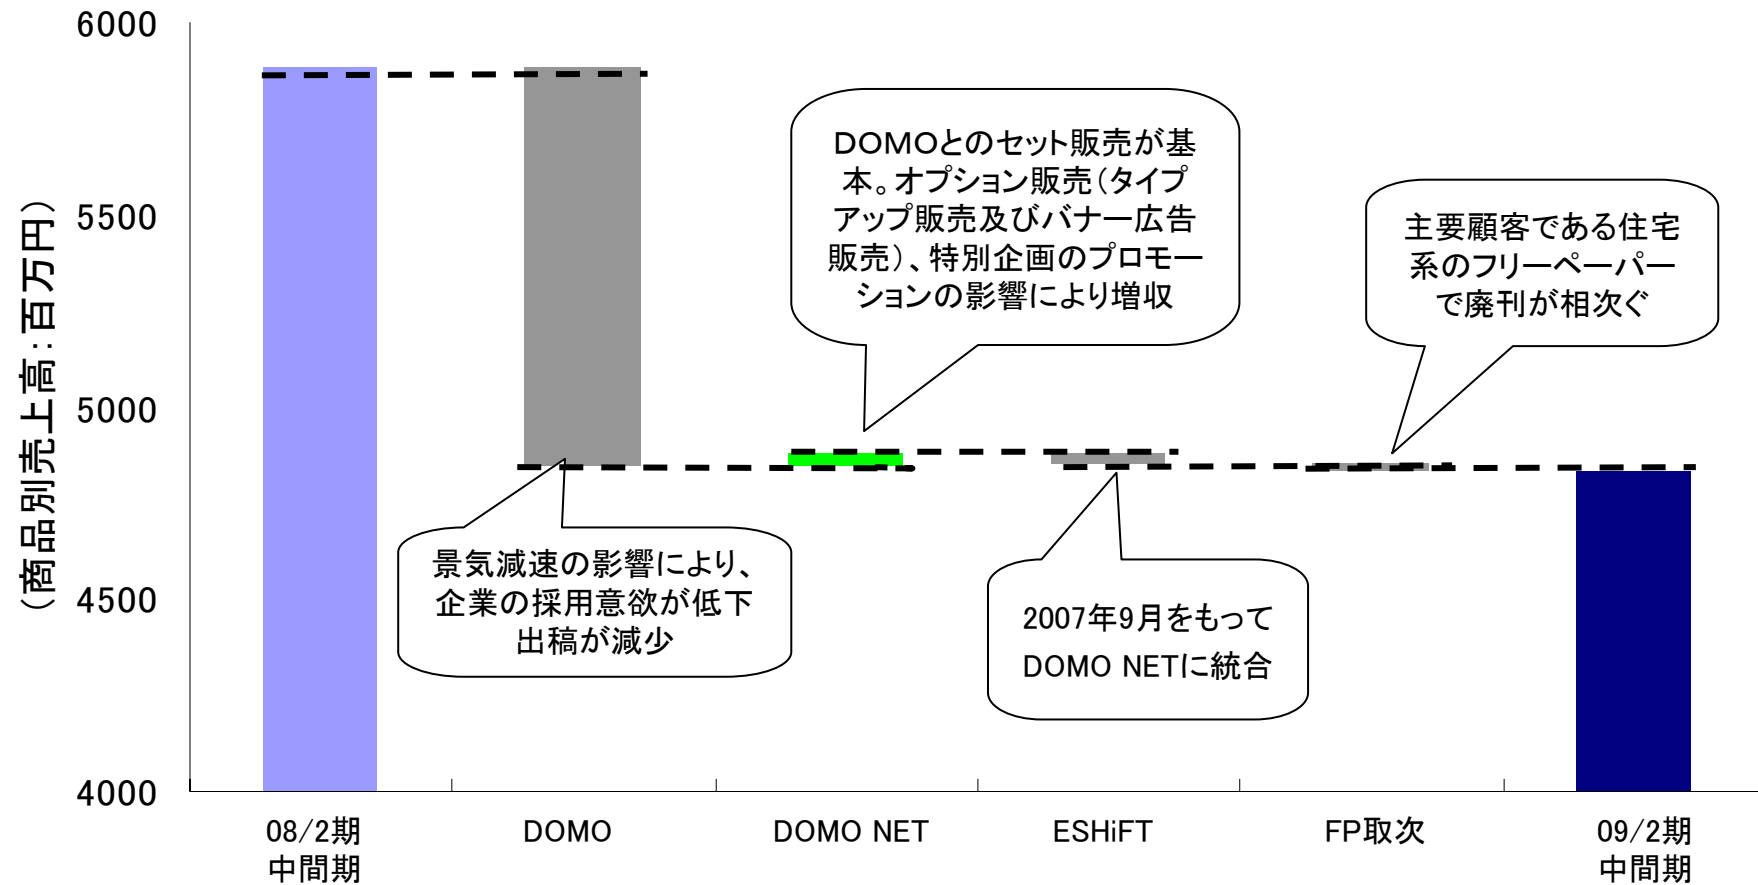 (商品別売上高:百万円)
6000
5500
5000
4500
4000
DOMOとのセット販売が基
本。オプション販売(タイプ
アップ販売及びバナー広告
販売)、特別企画のプロモー
ションの影響により増収
主要顧客である住宅
系のフリーペーパー
で廃刊が相次ぐ
景気減速の影響により、
企業の採用意欲が低下
出稿が減少
2007年9月をもって
DOMO NETに統合
08/2期
中間期
DOMO
DOMO NET
ESHiFT
FP取次
09/2期
中間期